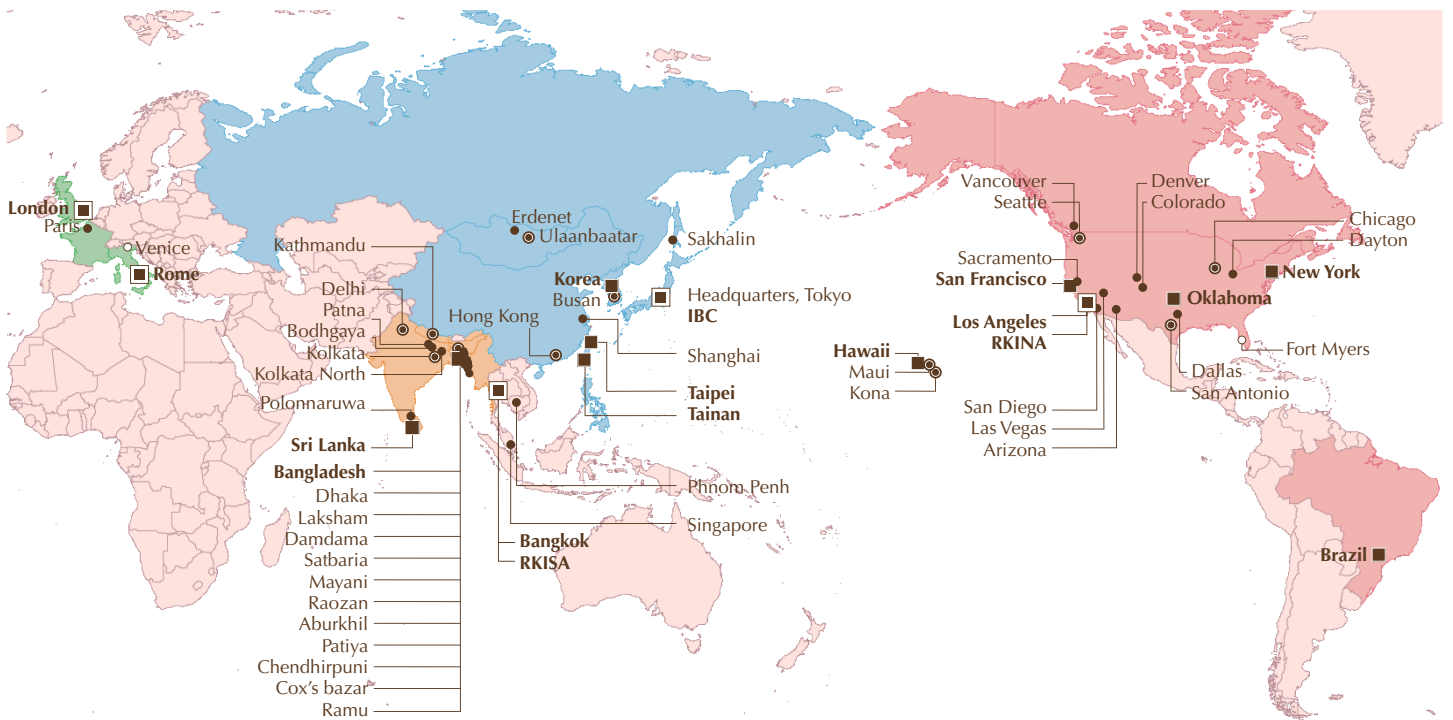 London
Paris
Venice
Rome
Kathmandu
Delhi
Patna
Bodhgaya
Kolkata
Kolkata North
Polonnaruwa
Sri Lanka
Bangladesh
Dhaka
Laksham
Damdama
Satbaria
Mayani
Raozan
Aburkhil
Patiya
Chendhirpuni
Cox's bazar
Ramu
Erdenet
Ulaanbaatar
Sakhalin
Korea
Busan
Headquarters, Tokyo
IBC
Hong Kong
Shanghai
Taipei
Tainan
Phnom Penh
Singapore
Bangkok
RKISA
Hawaii
Maui
Kona
Vancouver
Seattle
Sacramento
San Francisco
Los Angeles
RKINA
San Diego
Las Vegas
Arizona
Denver
Colorado
Chicago
Dayton
New York
Oklahoma
Fort Myers
Dallas
San Antonio
Brazil